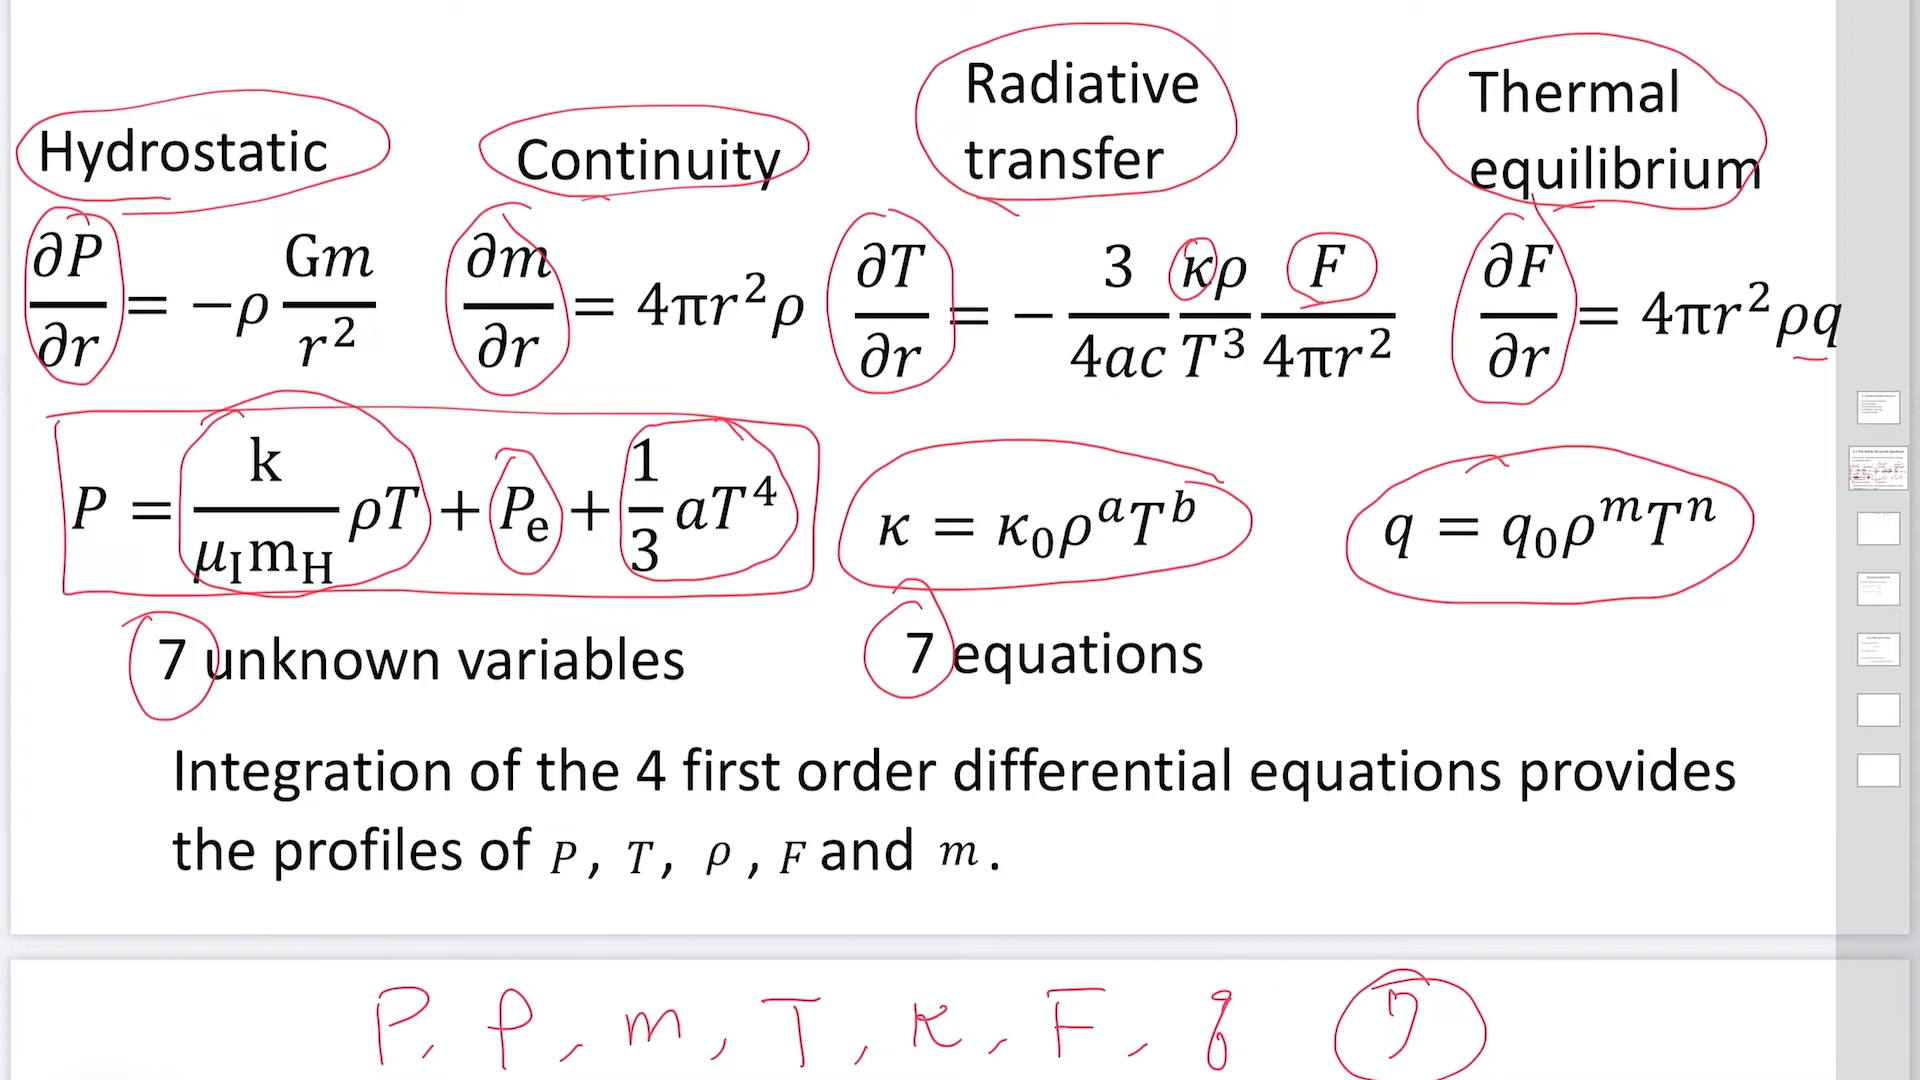 Hydrostatic
Continuity
Radiative
transfer
Thermal
equilibrium
∂P/∂r = −ρ Gm/r²
∂m/∂r = 4πr²ρ
∂T/∂r = − 3/4ac κρ/T³ F/4πr²
∂F/∂r = 4πr²ρq
P = k/μ_I m_H ρT + P_e + 1/3 aT⁴
κ = κ₀ρᵃTᵇ
q = q₀ρᵐTⁿ
7 unknown variables
7 equations
Integration of the 4 first order differential equations provides
the profiles of P, T, ρ, F and m.
P, ρ, m, T, κ, F, q 7